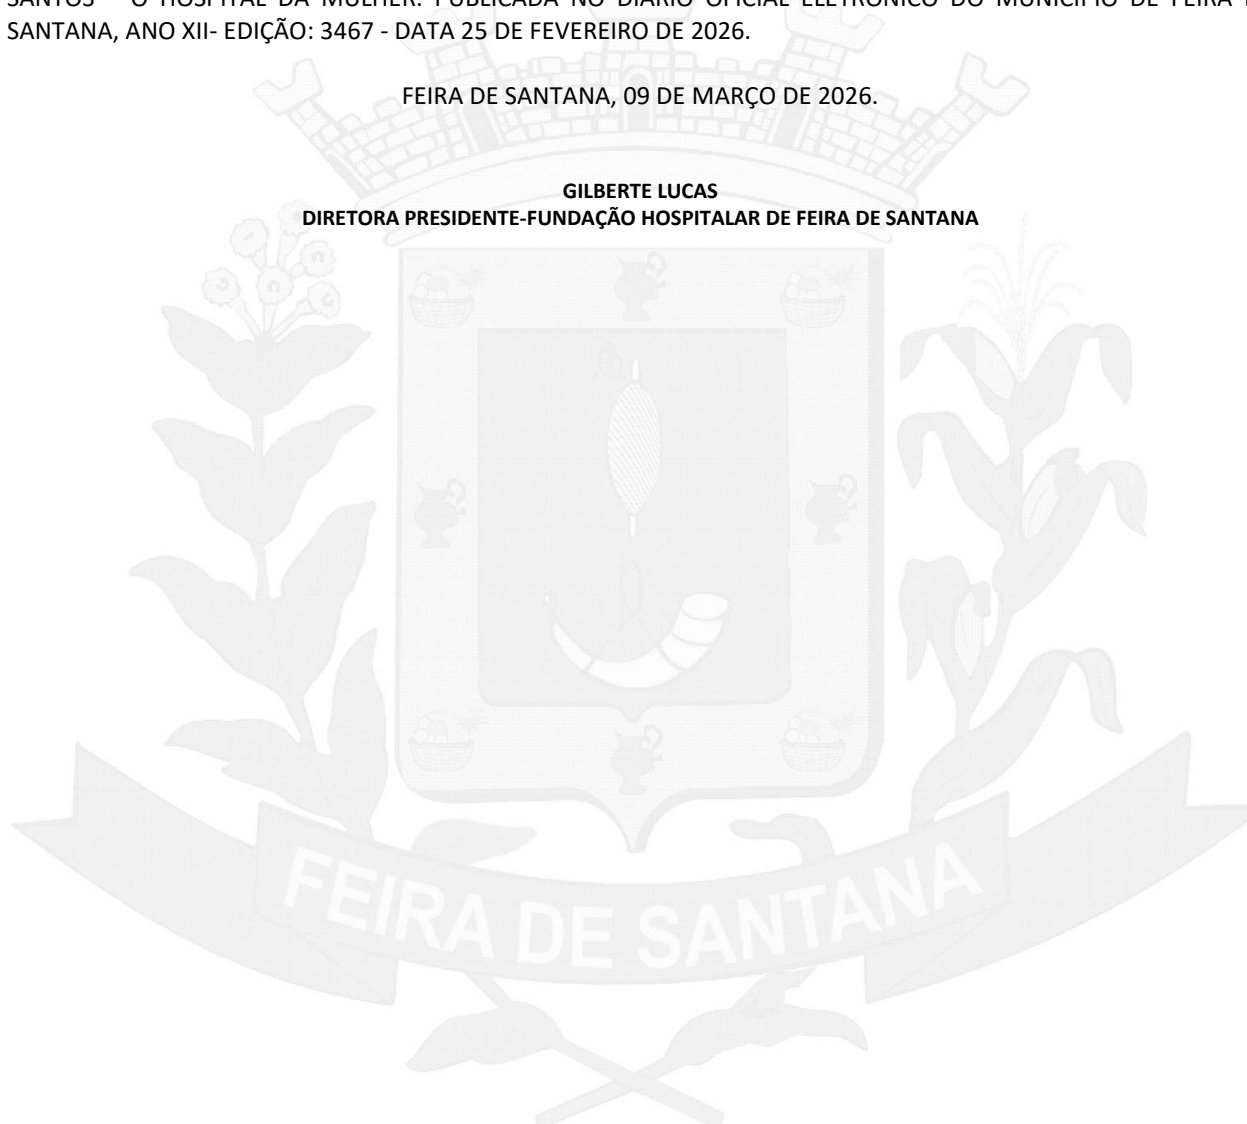 SANTOS – O HOSPITAL DA MULHER. PUBLICADA NO DIÁRIO OFICIAL ELETRÔNICO DO MUNICÍPIO DE FEIRA
SANTANA, ANO XII- EDIÇÃO: 3467 - DATA 25 DE FEVEREIRO DE 2026.
FEIRA DE SANTANA, 09 DE MARÇO DE 2026.
GILBERTE LUCAS
DIRETORA PRESIDENTE-FUNDAÇÃO HOSPITALAR DE FEIRA DE SANTANA
FEIRA DE SANTANA